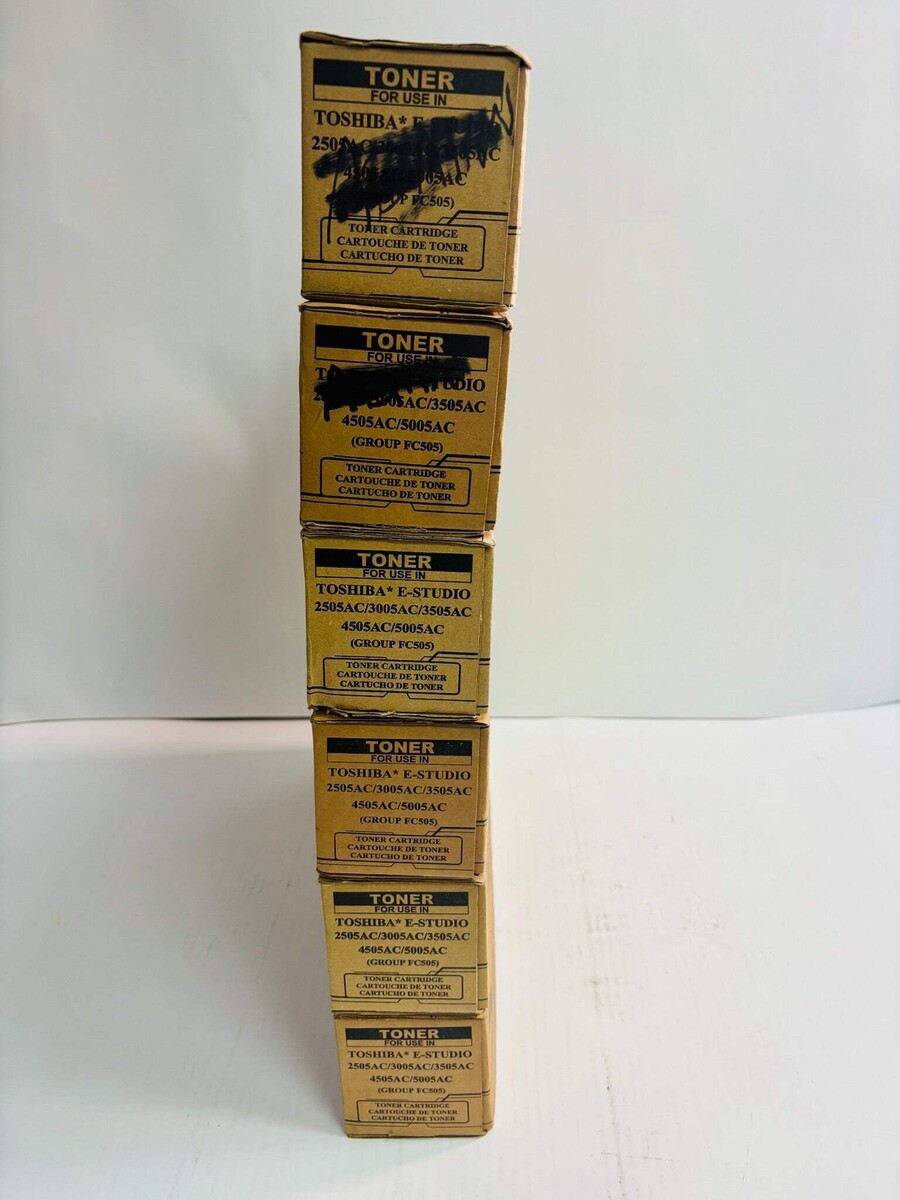 TONER
FOR USE IN
TOSHIBA*
2505AC
5005AC
FC505)
TONER CARTRIDGE
CARTOUCHE DE TONER
CARTUCHO DE TONER
TONER
FOR USE IN
3005AC/3505AC
4505AC/5005AC
(GROUP FC505)
TONER CARTRIDGE
CARTOUCHE DE TONER
CARTUCHO DE TONER
TONER
FOR USE IN
TOSHIBA* E-STUDIO
2505AC/3005AC/3505AC
4505AC/5005AC
(GROUP FC505)
TONER CARTRIDGE
CARTOUCHE DE TONER
CARTUCHO DE TONER
TONER
FOR USE IN
TOSHIBA* E-STUDIO
2505AC/3005AC/3505AC
4505AC/5005AC
(GROUP FC505)
TONER CARTRIDGE
CARTOUCHE DE TONER
CARTUCHO DE TONER
TONER
FOR USE IN
TOSHIBA* E-STUDIO
2505AC/3005AC/3505AC
4505AC/5005AC
(GROUP FC505)
TONER CARTRIDGE
CARTOUCHE DE TONER
CARTUCHO DE TONER
TONER
FOR USE IN
TOSHIBA* E-STUDIO
2505AC/3005AC/3505AC
4505AC/5005AC
(GROUP FC505)
TONER CARTRIDGE
CARTOUCHE DE TONER
CARTUCHO DE TONER